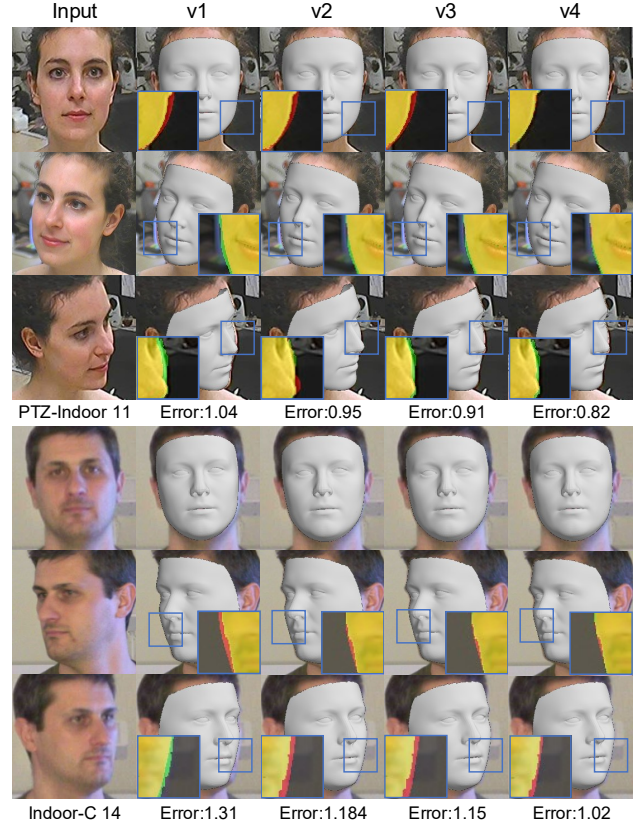 Input v1 v2 v3 v4
PTZ-Indoor 11 Error:1.04 Error:0.95 Error:0.91 Error:0.82
Indoor-C 14 Error:1.31 Error:1.184 Error:1.15 Error:1.02